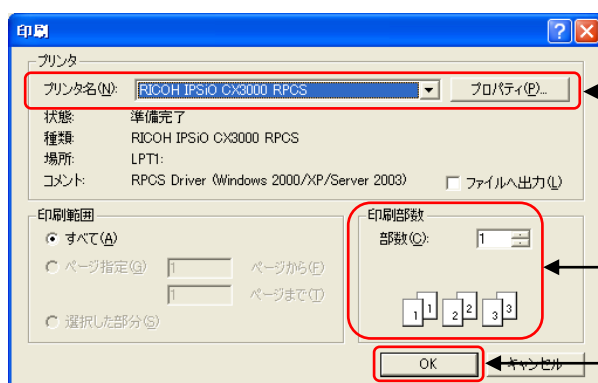 印刷
プリンタ
プリンタ名(N): RICOH IPSiO CX3000 RPCS プロパティ(P)...
状態: 準備完了
種類: RICOH IPSiO CX3000 RPCS
場所: LPT1:
コメント: RPCS Driver (Windows 2000/XP/Server 2003) ファイルへ出力(L)
印刷範囲
すべて(A)
ページ指定(G) 1 ページから(F)
1 ページまで(T)
選択した部分(S)
印刷部数
部数(C): 1
1 1 2 2 3 3
OK キャンセル